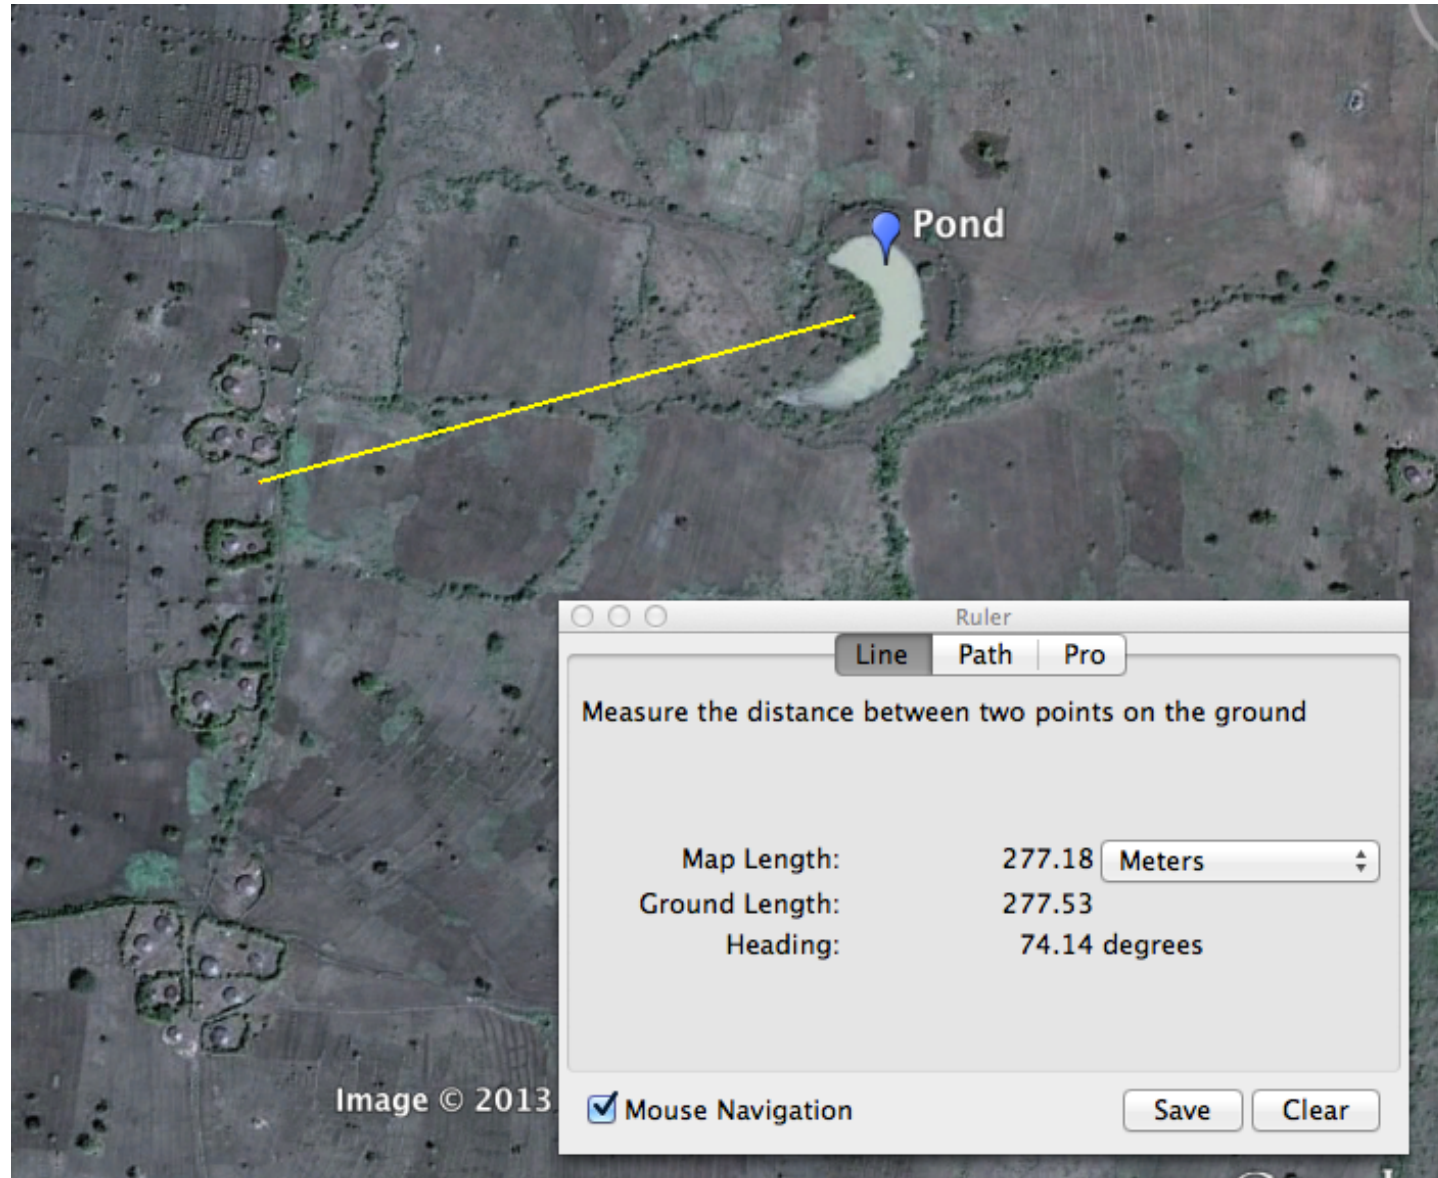 Pond
Ruler
Line Path Pro
Measure the distance between two points on the ground
Map Length: 277.18 Meters
Ground Length: 277.53
Heading: 74.14 degrees
Image © 2013
Mouse Navigation Save Clear